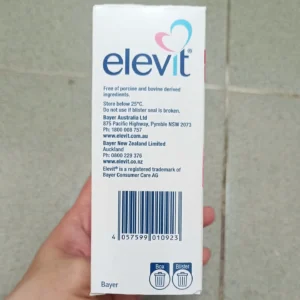 elevit®
Free of porcine and bovine derived
ingredients.
Store below 25°C.
Do not use if blister seal is broken.
Bayer Australia Ltd
875 Pacific Highway, Pymble NSW 2073
Ph: 1800 008 757
www.elevit.com.au
Bayer New Zealand Limited
Auckland
Ph: 0800 229 376
www.elevit.co.nz
Elevit® is a registered trademark of
Bayer Consumer Care AG
4 057599 010923
Box
Blister
Bayer